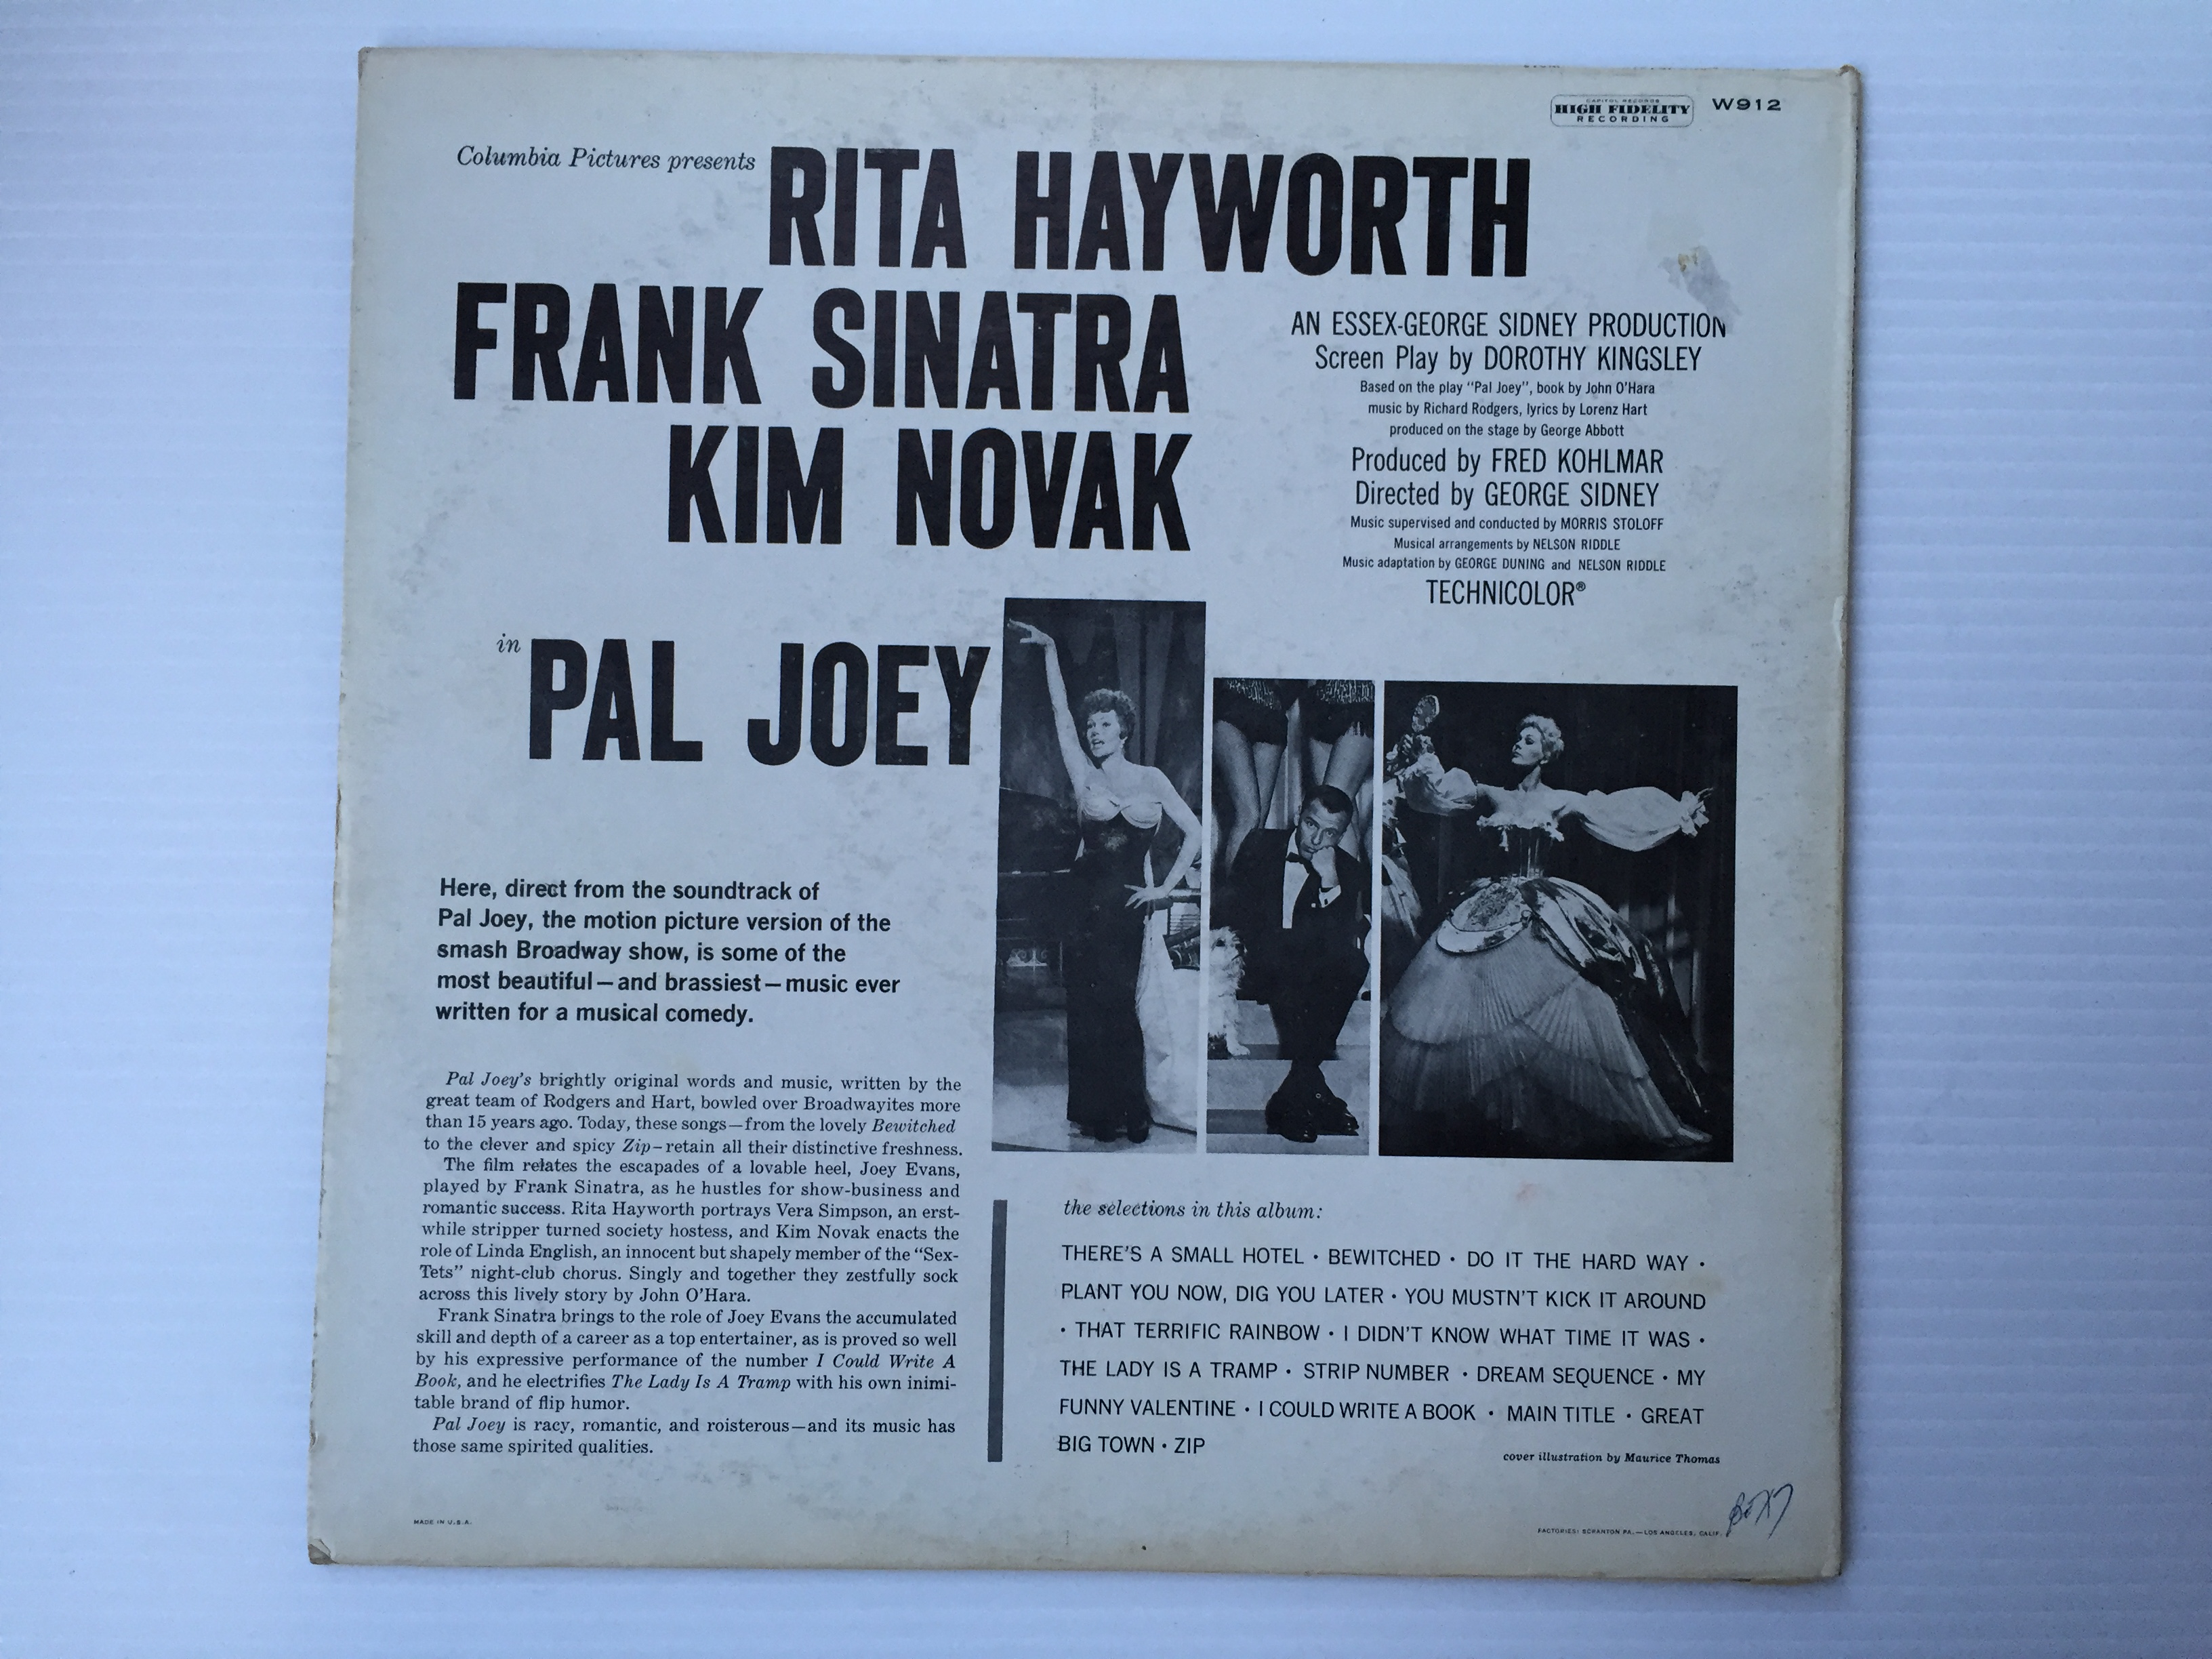 CAPITOL RECORDS
HIGH FIDELITY
RECORDING
W912
Columbia Pictures presents RITA HAYWORTH
FRANK SINATRA
KIM NOVAK
AN ESSEX-GEORGE SIDNEY PRODUCTION
Screen Play by DOROTHY KINGSLEY
Based on the play "Pal Joey", book by John O'Hara
music by Richard Rodgers, lyrics by Lorenz Hart
produced on the stage by George Abbott
Produced by FRED KOHLMAR
Directed by GEORGE SIDNEY
Music supervised and conducted by MORRIS STOLOFF
Musical arrangements by NELSON RIDDLE
Music adaptation by GEORGE DUNING and NELSON RIDDLE
TECHNICOLOR®
in PAL JOEY
Here, direct from the soundtrack of
Pal Joey, the motion picture version of the
smash Broadway show, is some of the
most beautiful—and brassiest—music ever
written for a musical comedy.
Pal Joey's brightly original words and music, written by the
great team of Rodgers and Hart, bowled over Broadwayites more
than 15 years ago. Today, these songs—from the lovely Bewitched
to the clever and spicy Zip—retain all their distinctive freshness.
The film relates the escapades of a lovable heel, Joey Evans,
played by Frank Sinatra, as he hustles for show-business and
romantic success. Rita Hayworth portrays Vera Simpson, an erst-
while stripper turned society hostess, and Kim Novak enacts the
role of Linda English, an innocent but shapely member of the "Sex-
Tets" night-club chorus. Singly and together they zestfully sock
across this lively story by John O'Hara.
Frank Sinatra brings to the role of Joey Evans the accumulated
skill and depth of a career as a top entertainer, as is proved so well
by his expressive performance of the number I Could Write A
Book, and he electrifies The Lady Is A Tramp with his own inimi-
table brand of flip humor.
Pal Joey is racy, romantic, and roisterous—and its music has
those same spirited qualities.
the selections in this album:
THERE'S A SMALL HOTEL • BEWITCHED • DO IT THE HARD WAY •
PLANT YOU NOW, DIG YOU LATER • YOU MUSTN'T KICK IT AROUND
• THAT TERRIFIC RAINBOW • I DIDN'T KNOW WHAT TIME IT WAS •
THE LADY IS A TRAMP • STRIP NUMBER • DREAM SEQUENCE • MY
FUNNY VALENTINE • I COULD WRITE A BOOK • MAIN TITLE • GREAT
BIG TOWN • ZIP
cover illustration by Maurice Thomas
MADE IN U.S.A.
FACTORIES: SCRANTON PA.—LOS ANGELES, CALIF.